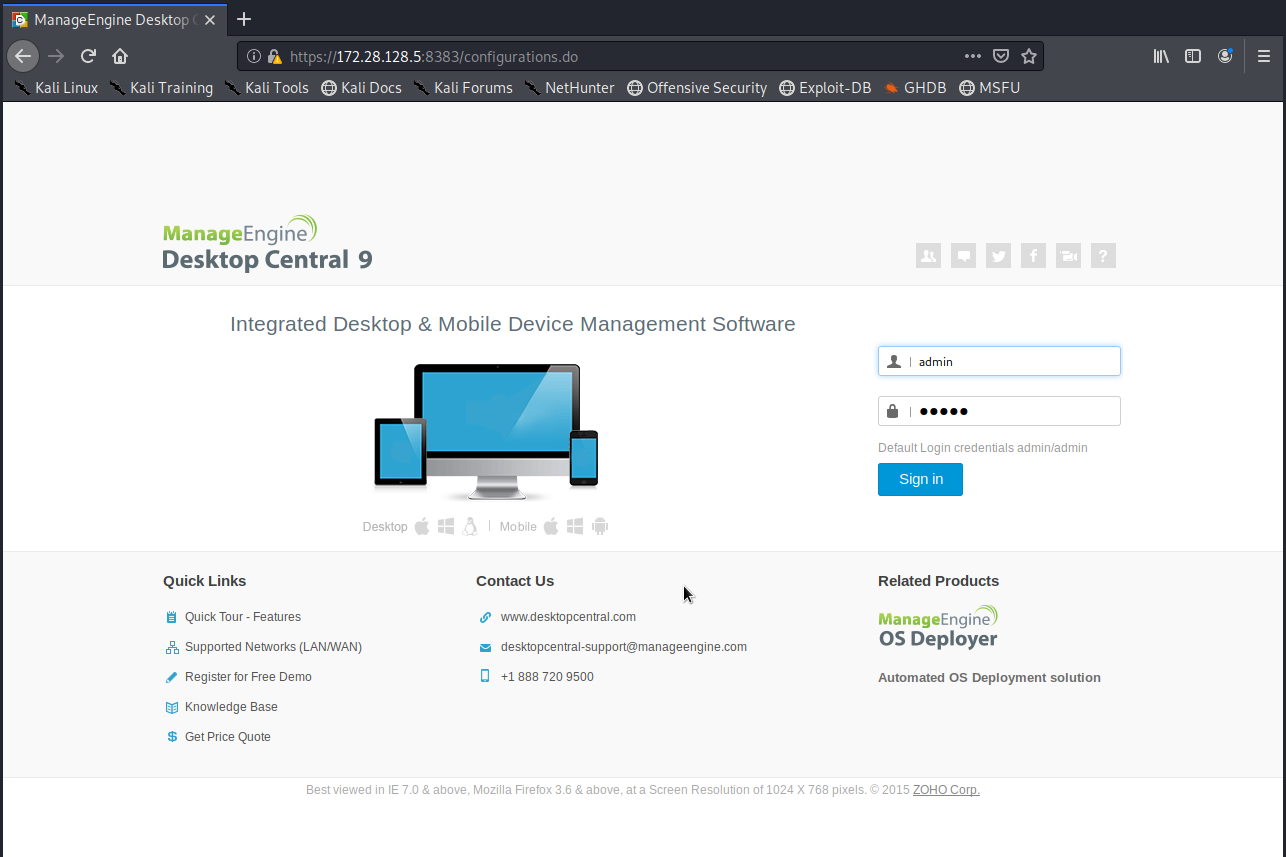 ManageEngine Desktop C
https://172.28.128.5:8383/configurations.do
Kali Linux Kali Training Kali Tools Kali Docs Kali Forums NetHunter Offensive Security Exploit-DB GHDB MSFU
ManageEngine
Desktop Central 9
Integrated Desktop & Mobile Device Management Software
admin
●●●●●
Default Login credentials admin/admin
Sign in
Desktop | Mobile
Quick Links
Quick Tour - Features
Supported Networks (LAN/WAN)
Register for Free Demo
Knowledge Base
Get Price Quote
Contact Us
www.desktopcentral.com
desktopcentral-support@manageengine.com
+1 888 720 9500
Related Products
ManageEngine
OS Deployer
Automated OS Deployment solution
Best viewed in IE 7.0 & above, Mozilla Firefox 3.6 & above, at a Screen Resolution of 1024 X 768 pixels. © 2015 ZOHO Corp.